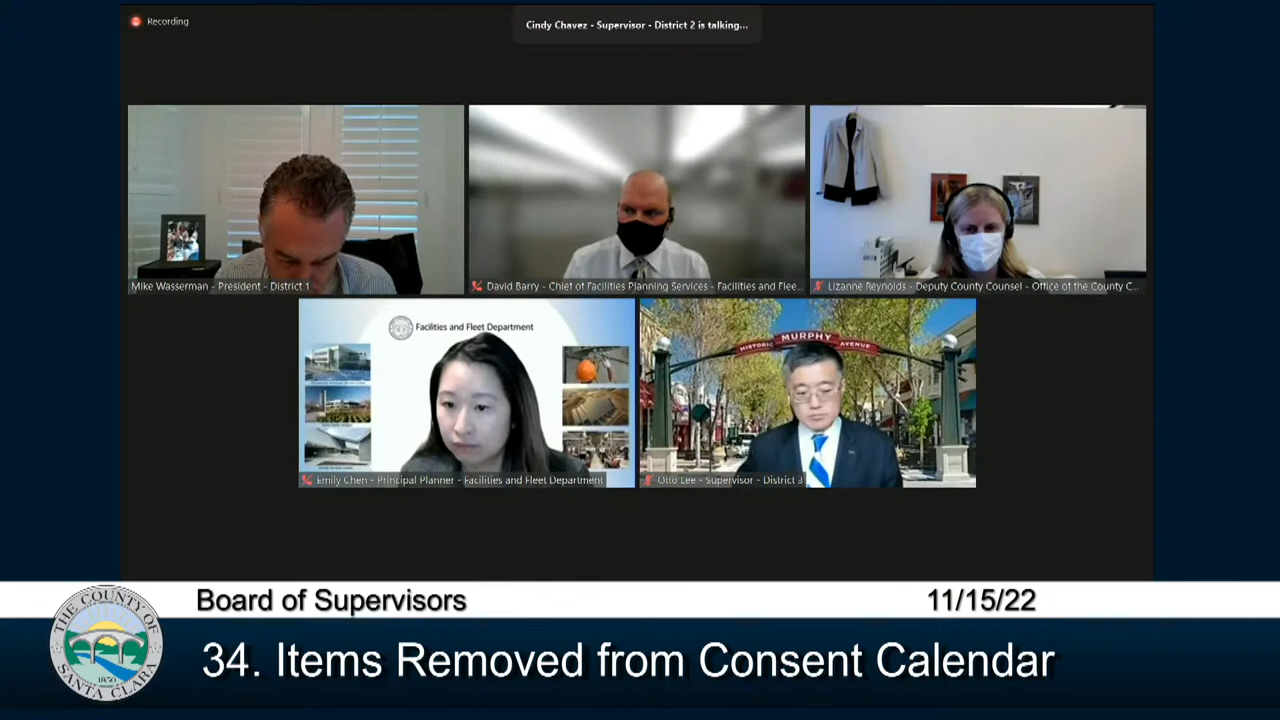 Recording
Cindy Chavez - Supervisor - District 2 is talking...
Mike Wasserman - President - District 1
David Barry - Chief of Facilities Planning Services - Facilities and Flee...
Lizanne Reynolds - Deputy County Counsel - Office of the County C...
Facilities and Fleet Department
HISTORIC MURPHY AVENUE
Emily Chen - Principal Planner - Facilities and Fleet Department
Otto Lee - Supervisor - District 3
Board of Supervisors
11/15/22
THE COUNTY OF
SANTA CLARA
1850
34. Items Removed from Consent Calendar